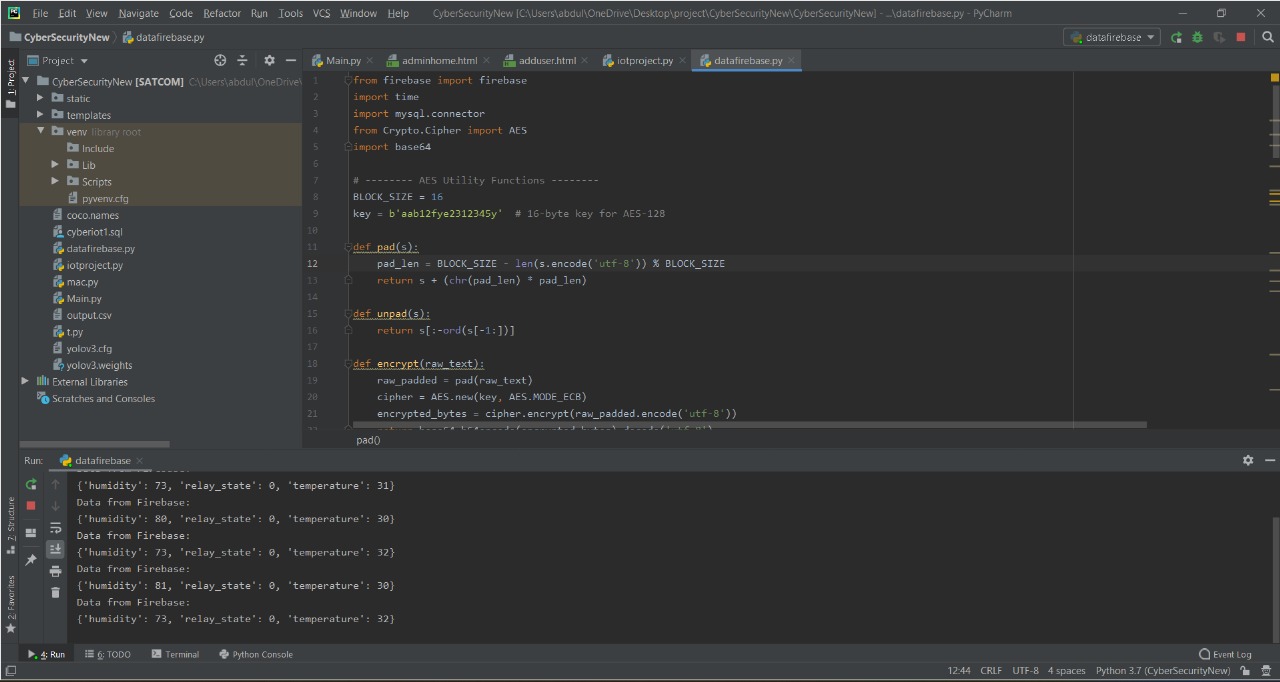 File Edit View Navigate Code Refactor Run Tools VCS Window Help CyberSecurityNew [C:\Users\abdul\OneDrive\Desktop\project\CyberSecurityNew\CyberSecurityNew] - ...\datafirebase.py - PyCharm
CyberSecurityNew datafirebase.py datafirebase
Project Main.py adminhome.html adduser.html iotproject.py datafirebase.py
1: Project
CyberSecurityNew [SATCOM] C:\Users\abdul\OneDrive\
static
templates
venv library root
Include
Lib
Scripts
pyvenv.cfg
coco.names
cyberiot1.sql
datafirebase.py
iotproject.py
mac.py
Main.py
output.csv
t.py
yolov3.cfg
yolov3.weights
External Libraries
Scratches and Consoles
1 from firebase import firebase
2 import time
3 import mysql.connector
4 from Crypto.Cipher import AES
5 import base64
6
7 # -------- AES Utility Functions --------
8 BLOCK_SIZE = 16
9 key = b'aab12fye2312345y' # 16-byte key for AES-128
10
11 def pad(s):
12 pad_len = BLOCK_SIZE - len(s.encode('utf-8')) % BLOCK_SIZE
13 return s + (chr(pad_len) * pad_len)
14
15 def unpad(s):
16 return s[:-ord(s[-1:])]
17
18 def encrypt(raw_text):
19 raw_padded = pad(raw_text)
20 cipher = AES.new(key, AES.MODE_ECB)
21 encrypted_bytes = cipher.encrypt(raw_padded.encode('utf-8'))
pad()
Run: datafirebase
{'humidity': 73, 'relay_state': 0, 'temperature': 31}
Data from Firebase:
{'humidity': 80, 'relay_state': 0, 'temperature': 30}
Data from Firebase:
{'humidity': 73, 'relay_state': 0, 'temperature': 32}
Data from Firebase:
{'humidity': 81, 'relay_state': 0, 'temperature': 30}
Data from Firebase:
{'humidity': 73, 'relay_state': 0, 'temperature': 32}
7: Structure
2: Favorites
4: Run 6: TODO Terminal Python Console Event Log
12:44 CRLF UTF-8 4 spaces Python 3.7 (CyberSecurityNew)